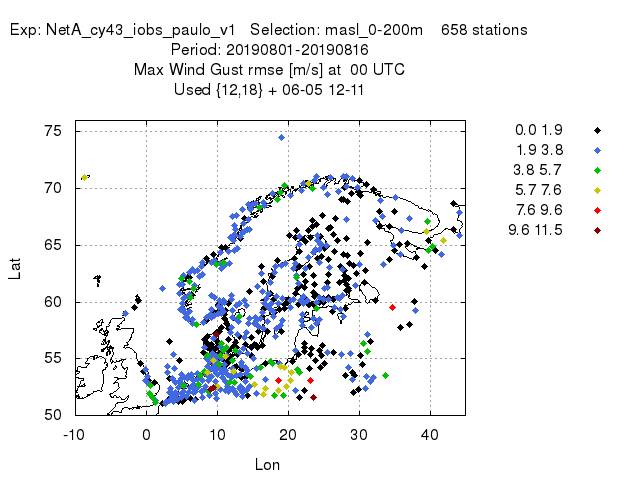 Exp: NetA_cy43_iobs_paulo_v1 Selection: masl_0-200m 658 stations
Period: 20190801-20190816
Max Wind Gust rmse [m/s] at 00 UTC
Used {12,18} + 06-05 12-11
0.0 1.9
1.9 3.8
3.8 5.7
5.7 7.6
7.6 9.6
9.6 11.5
75
70
65
60
55
50
Lat
-10 0 10 20 30 40
Lon